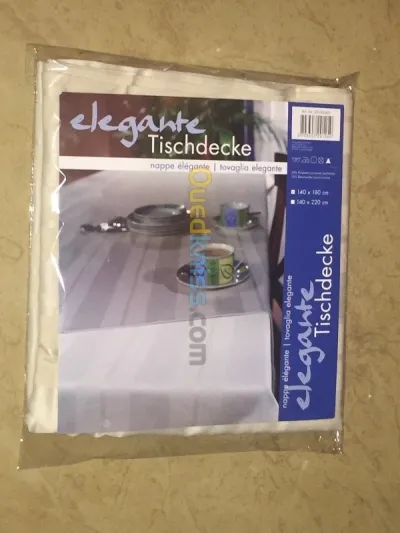 elegante
Tischdecke
nappe élégante | tovaglia elegante
140 x 180 cm
140 x 220 cm
elegante
Tischdecke
nappe élégante | tovaglia elegante
Ouedkniss.com